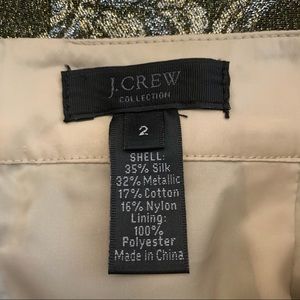 J.CREW
COLLECTION
2
SHELL:
35% Silk
32% Metallic
17% Cotton
16% Nylon
Lining:
100%
Polyester
Made in China